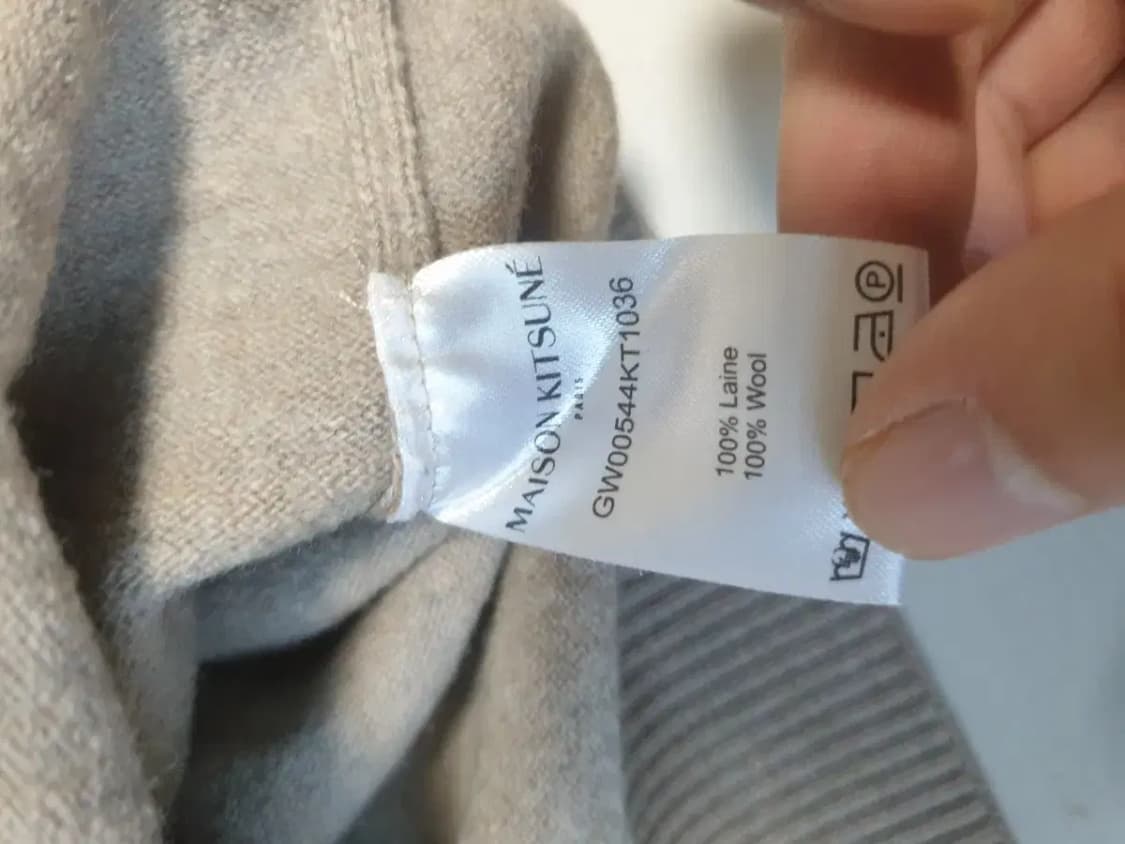 MAISON KITSUNÉ
PARIS
GW00544KT1036
100% Laine
100% Wool
P